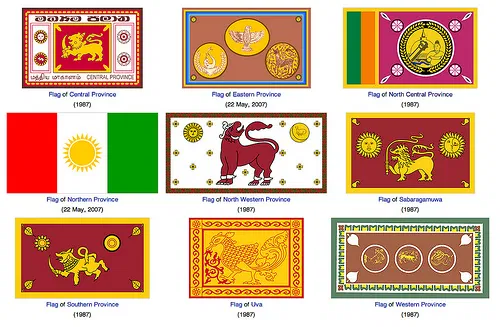 මධ්‍යම පළාත
மத்திய மாகாணம் CENTRAL PROVINCE
Flag of Central Province
(1987)
Flag of Eastern Province
(22 May, 2007)
Flag of North Central Province
(1987)
Flag of Northern Province
(22 May, 2007)
Flag of North Western Province
(1987)
Flag of Sabaragamuwa
(1987)
Flag of Southern Province
(1987)
Flag of Uva
(1987)
Flag of Western Province
(1987)